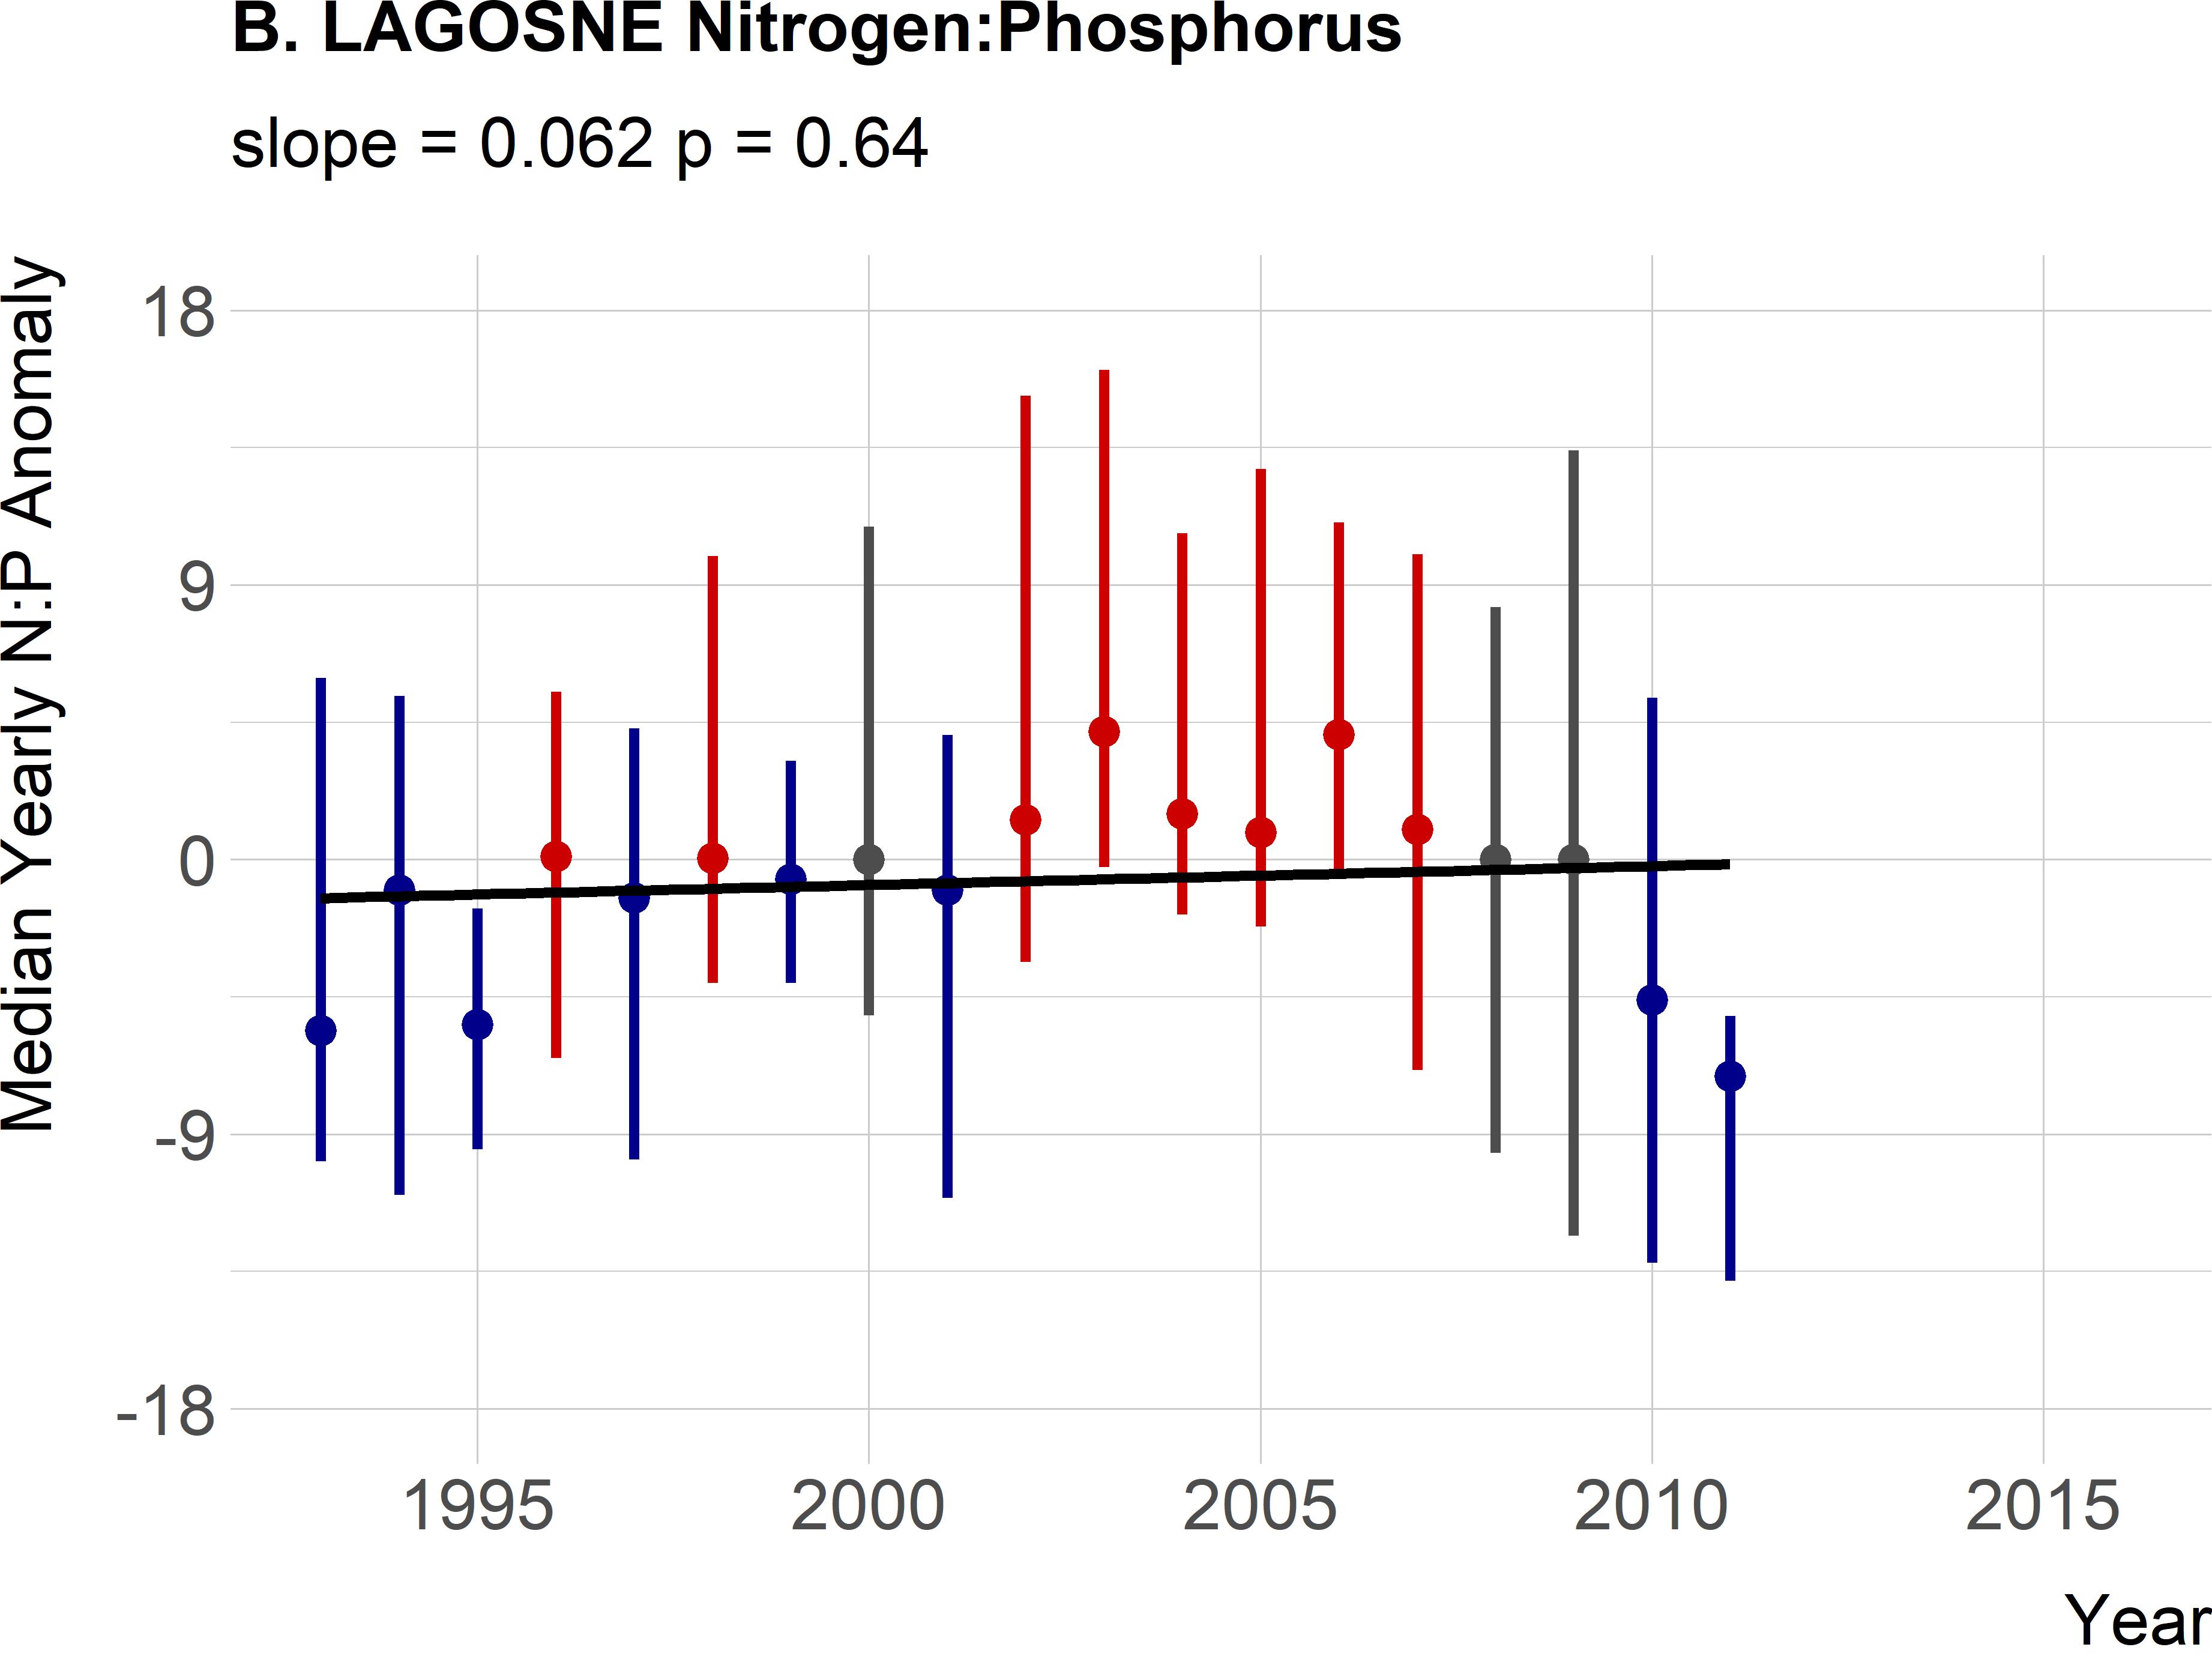 B. LAGOSNE Nitrogen:Phosphorus
slope = 0.062 p = 0.64
Median Yearly N:P Anomaly
18
9
0
-9
-18
1995 2000 2005 2010 2015
Year